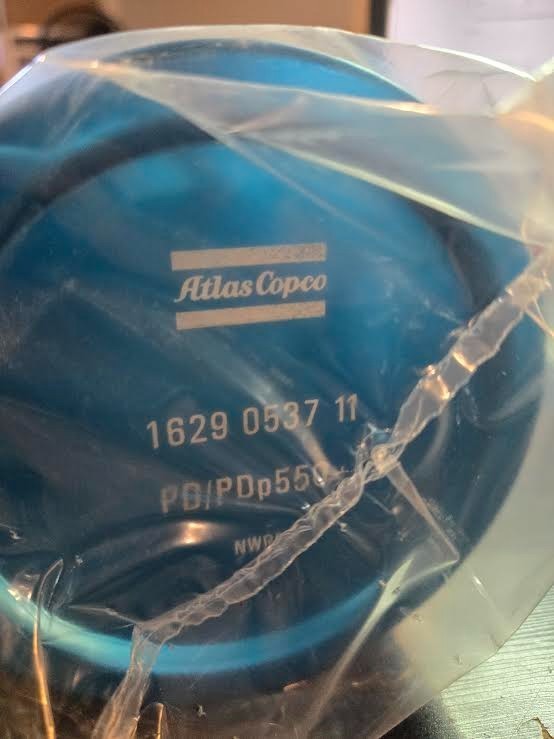 Atlas Copco
1629 0537 11
PD/PDp550+